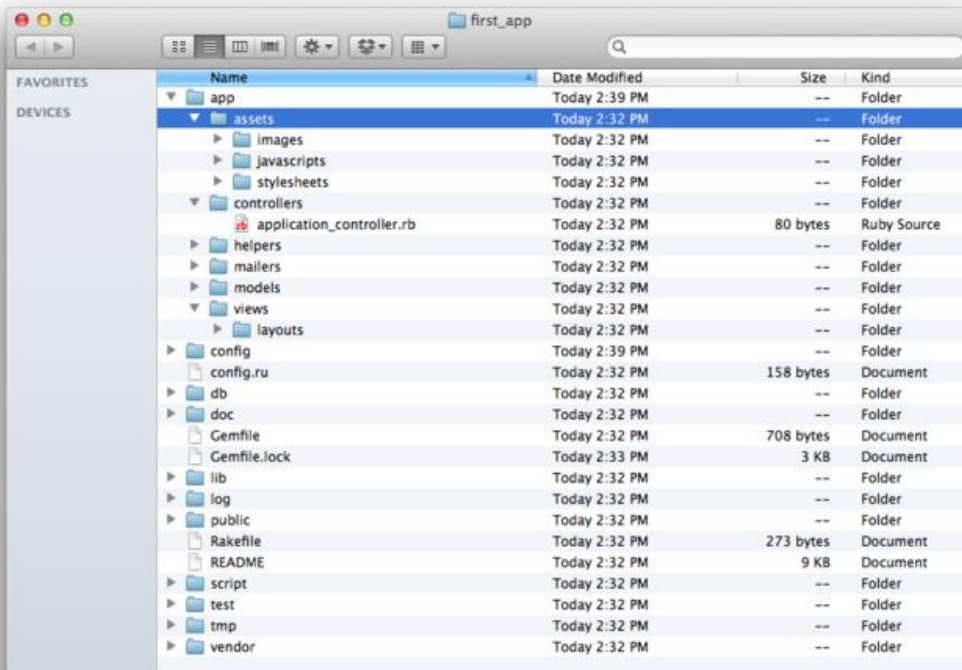 first_app
FAVORITES
DEVICES
Name Date Modified Size Kind
app Today 2:39 PM -- Folder
assets Today 2:32 PM -- Folder
images Today 2:32 PM -- Folder
javascripts Today 2:32 PM -- Folder
stylesheets Today 2:32 PM -- Folder
controllers Today 2:32 PM -- Folder
application_controller.rb Today 2:32 PM 80 bytes Ruby Source
helpers Today 2:32 PM -- Folder
mailers Today 2:32 PM -- Folder
models Today 2:32 PM -- Folder
views Today 2:32 PM -- Folder
layouts Today 2:32 PM -- Folder
config Today 2:39 PM -- Folder
config.ru Today 2:32 PM 158 bytes Document
db Today 2:32 PM -- Folder
doc Today 2:32 PM -- Folder
Gemfile Today 2:32 PM 708 bytes Document
Gemfile.lock Today 2:33 PM 3 KB Document
lib Today 2:32 PM -- Folder
log Today 2:32 PM -- Folder
public Today 2:32 PM -- Folder
Rakefile Today 2:32 PM 273 bytes Document
README Today 2:32 PM 9 KB Document
script Today 2:32 PM -- Folder
test Today 2:32 PM -- Folder
tmp Today 2:32 PM -- Folder
vendor Today 2:32 PM -- Folder